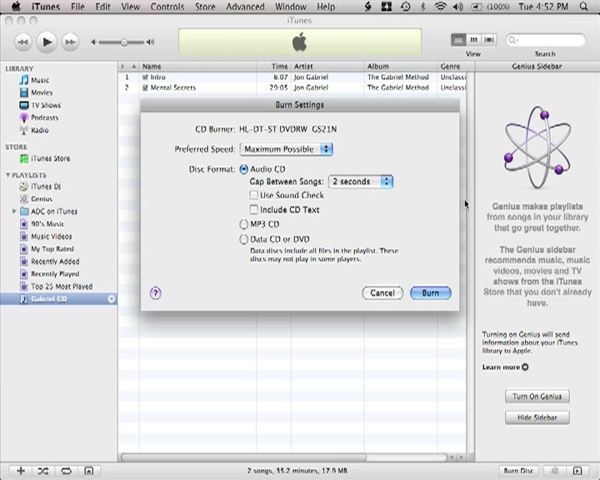 iTunes File Edit View Controls Store Advanced Window Help (100%) Tue 4:52 PM
iTunes
View
Search
LIBRARY
Music
Movies
TV Shows
Podcasts
Radio
STORE
iTunes Store
PLAYLISTS
iTunes DJ
Genius
ADC on iTunes
90's Music
Music Videos
My Top Rated
Recently Added
Recently Played
Top 25 Most Played
Gabriel CD
Name Time Artist Album Genre
1 Intro 6:07 Jon Gabriel The Gabriel Method Unclassi
2 Mental Secrets 29:05 Jon Gabriel The Gabriel Method Unclassi
Burn Settings
CD Burner: HL-DT-ST DVDRW GS21N
Preferred Speed: Maximum Possible
Disc Format: Audio CD
Gap Between Songs: 2 seconds
Use Sound Check
Include CD Text
MP3 CD
Data CD or DVD
Data discs include all files in the playlist. These
discs may not play in some players.
?
Cancel
Burn
Genius Sidebar
Genius makes playlists
from songs in your library
that go great together.
The Genius sidebar
recommends music, music
videos, movies and TV
shows from the iTunes
Store that you don't already
have.
Turning on Genius will send
information about your iTunes
library to Apple.
Learn more
Turn On Genius
Hide Sidebar
2 songs, 35.2 minutes, 17.9 MB
Burn Disc